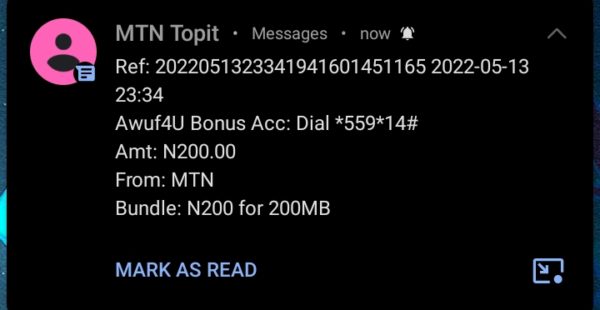 MTN Topit • Messages • now
Ref: 2022051323341941601451165 2022-05-13
23:34
Awuf4U Bonus Acc: Dial *559*14#
Amt: N200.00
From: MTN
Bundle: N200 for 200MB
MARK AS READ